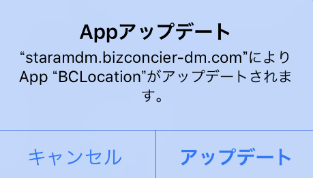 Appアップデート
“staramdm.bizconcier-dm.com”により
App “BCLocation”がアップデートされま
す。
キャンセル
アップデート